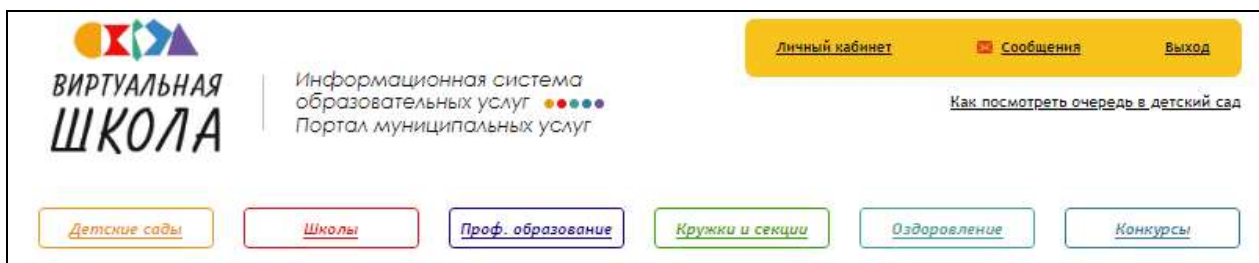 ВИРТУАЛЬНАЯ
ШКОЛА
Информационная система
образовательных услуг
Портал муниципальных услуг
Личный кабинет
Сообщения
Выход
Как посмотреть очередь в детский сад
Детские сады
Школы
Проф. образование
Кружки и секции
Оздоровление
Конкурсы